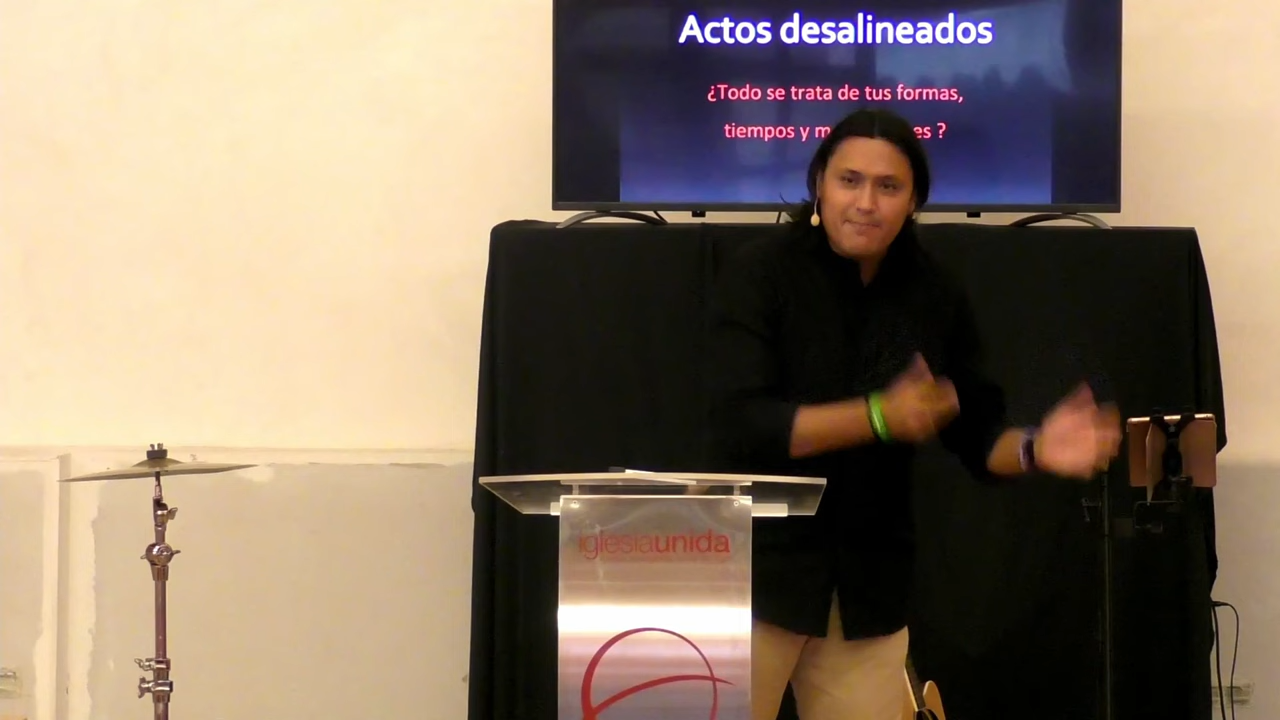 Actos desalineados
¿Todo se trata de tus formas,
tiempos y es ?
iglesiaunida